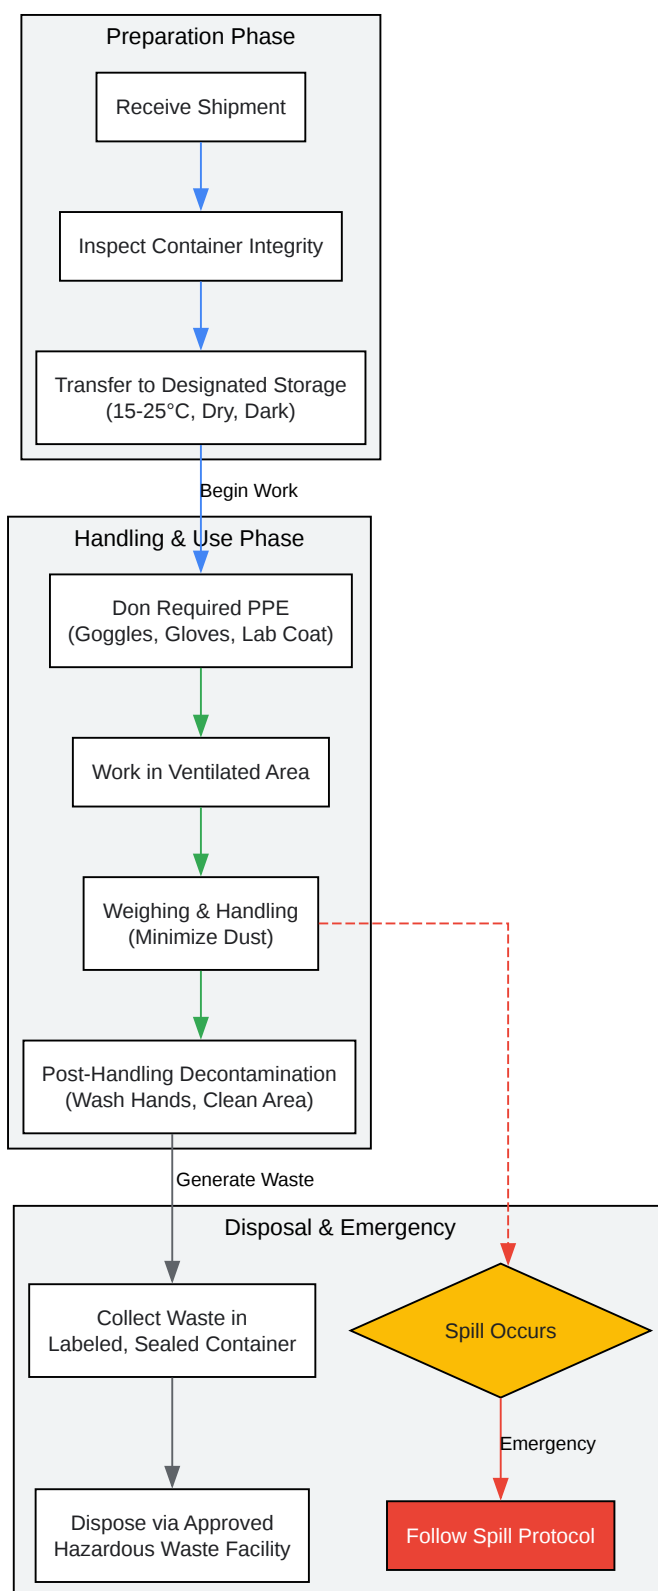 Preparation Phase
Receive Shipment
Inspect Container Integrity
Transfer to Designated Storage
(15-25°C, Dry, Dark)
Begin Work
Handling & Use Phase
Don Required PPE
(Goggles, Gloves, Lab Coat)
Work in Ventilated Area
Weighing & Handling
(Minimize Dust)
Post-Handling Decontamination
(Wash Hands, Clean Area)
Generate Waste
Disposal & Emergency
Collect Waste in
Labeled, Sealed Container
Spill Occurs
Emergency
Dispose via Approved
Hazardous Waste Facility
Follow Spill Protocol